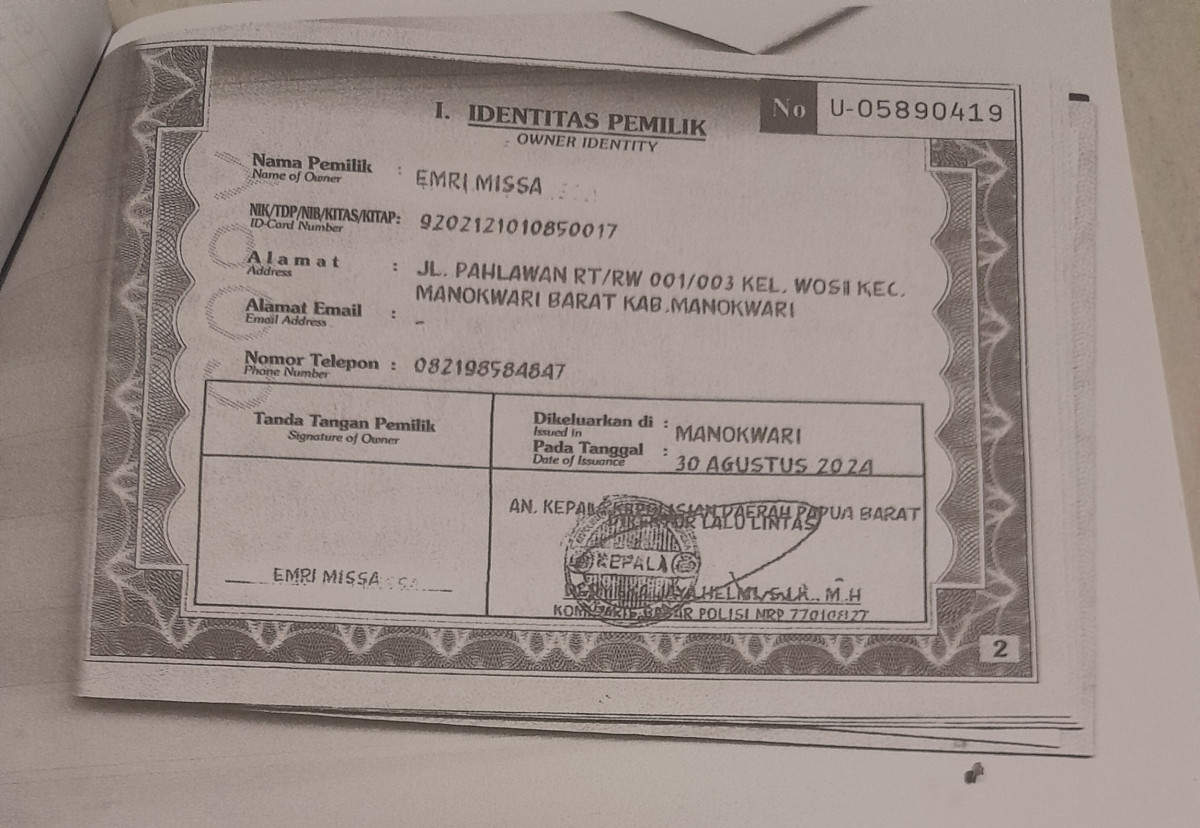 No U-05890419
I. IDENTITAS PEMILIK
OWNER IDENTITY
Nama Pemilik : EMRI MISSA
Name of Owner
NIK/TDP/NIB/KITAS/KITAP: 9202121010850017
ID-Card Number
Alamat : JL. PAHLAWAN RT/RW 001/003 KEL. WOSII KEC.
Address
MANOKWARI BARAT KAB.MANOKWARI
Alamat Email : -
Email Address
Nomor Telepon : 082198584847
Phone Number
Tanda Tangan Pemilik
Signature of Owner
Dikeluarkan di : MANOKWARI
Issued in
Pada Tanggal : 30 AGUSTUS 2024
Date of Issuance
AN. KEPALA KEPOLISIAN DAERAH PAPUA BARAT
DIREKTUR LALU LINTAS
KEPALA
EMRI MISSA
M.H
POLISI NRP
2